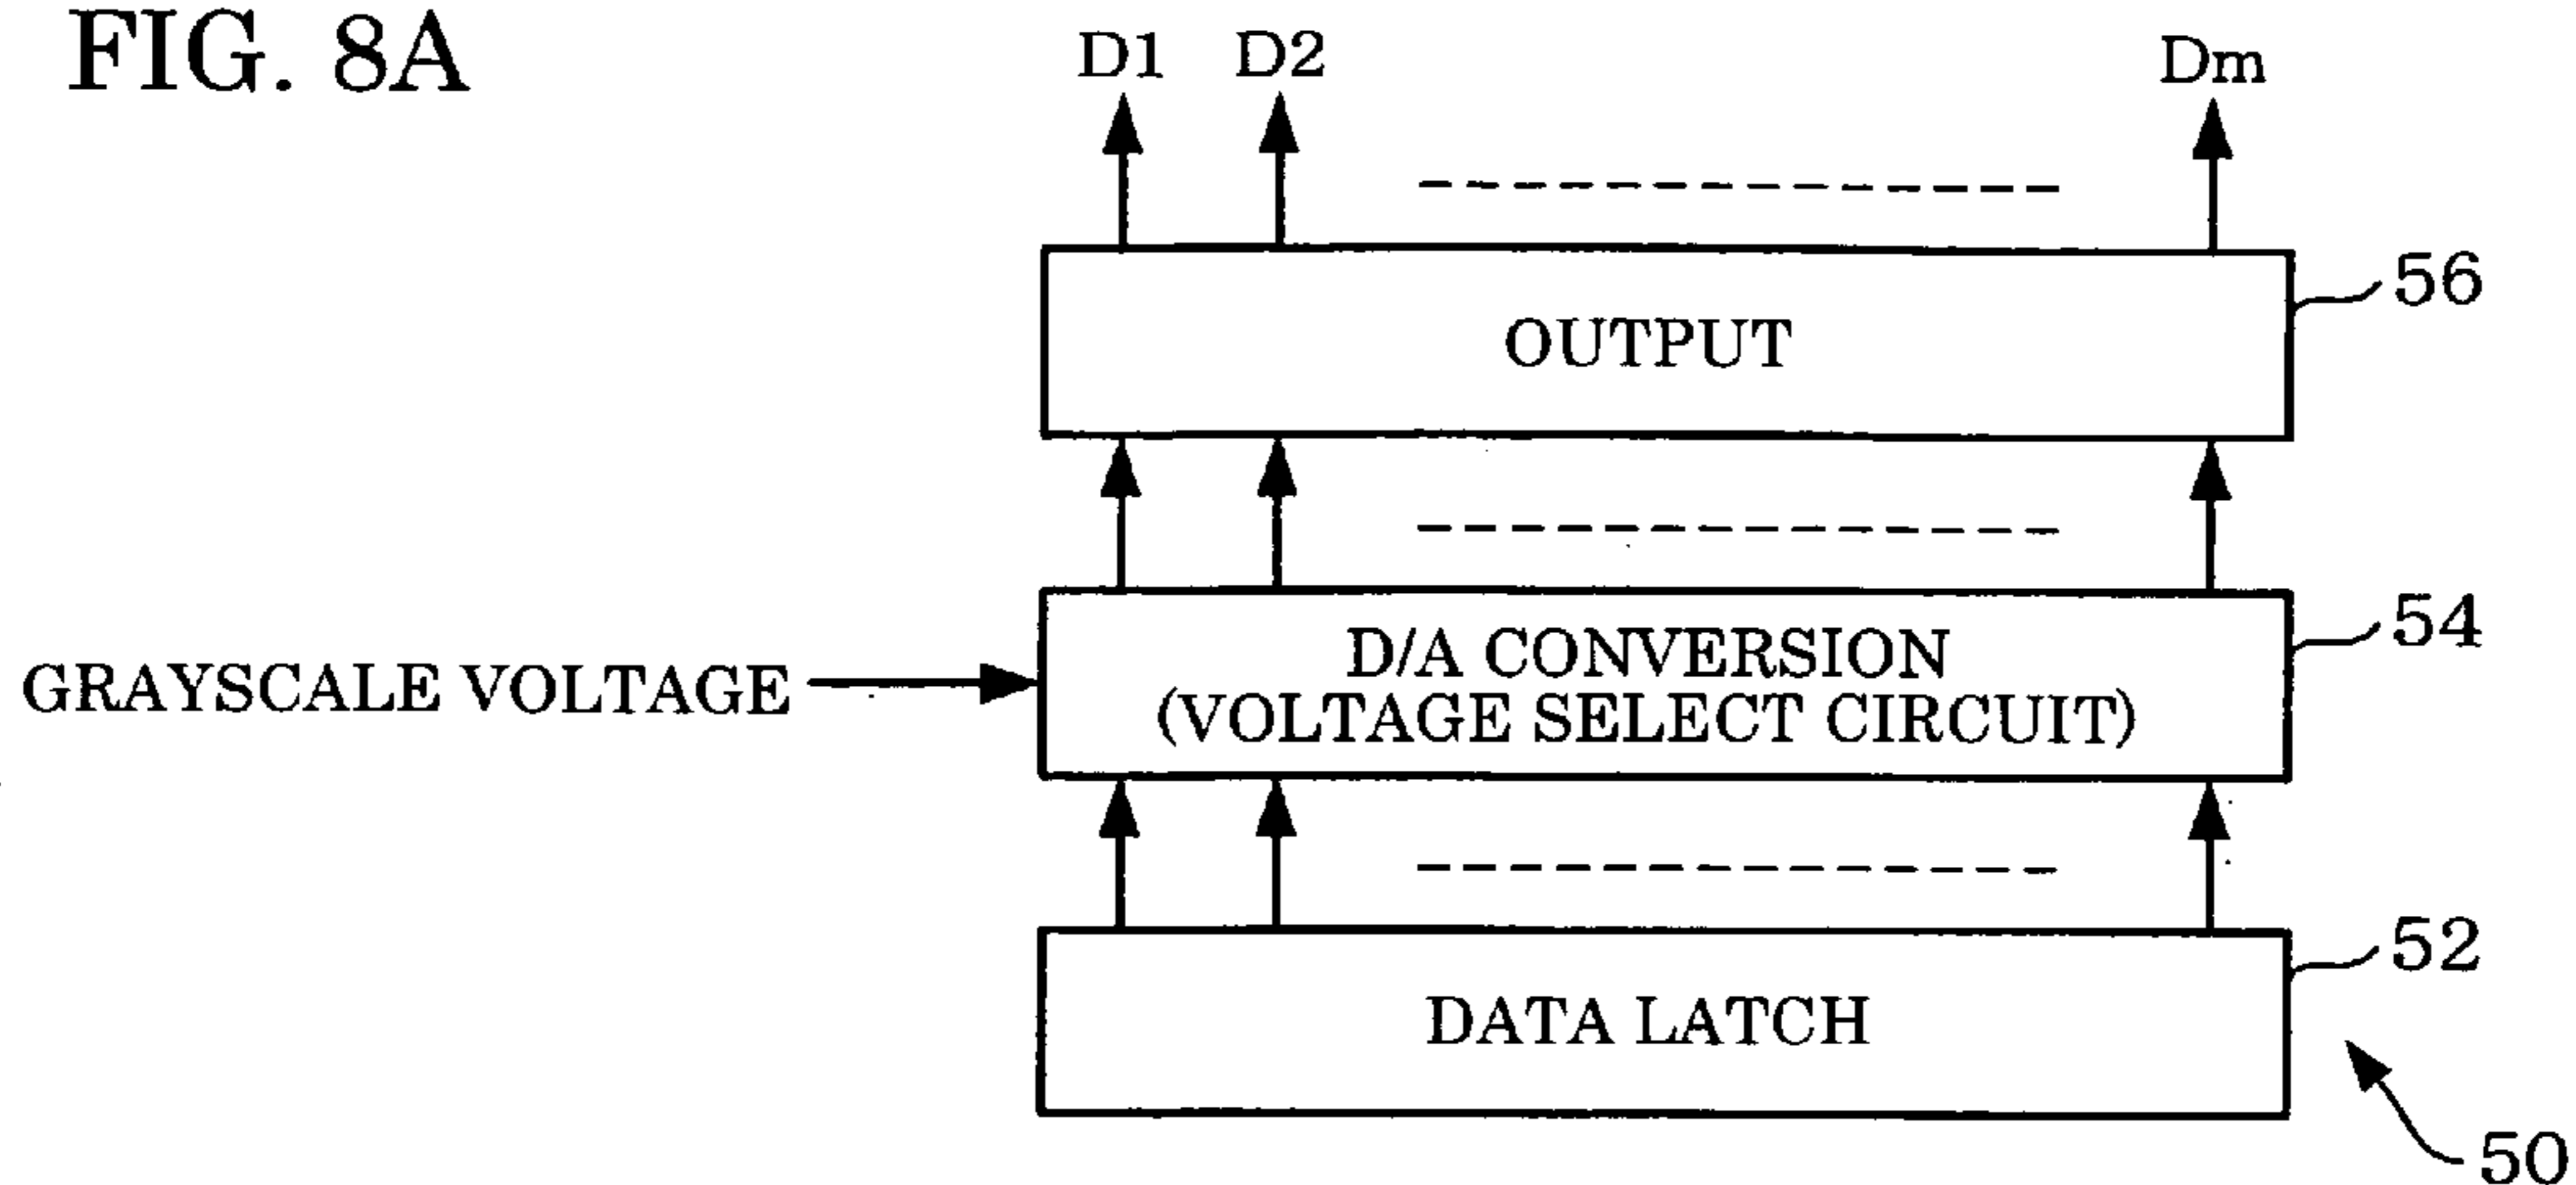 FIG. 8A
D1 D2 Dm
OUTPUT
56
GRAYSCALE VOLTAGE
D/A CONVERSION
(VOLTAGE SELECT CIRCUIT)
54
DATA LATCH
52
50